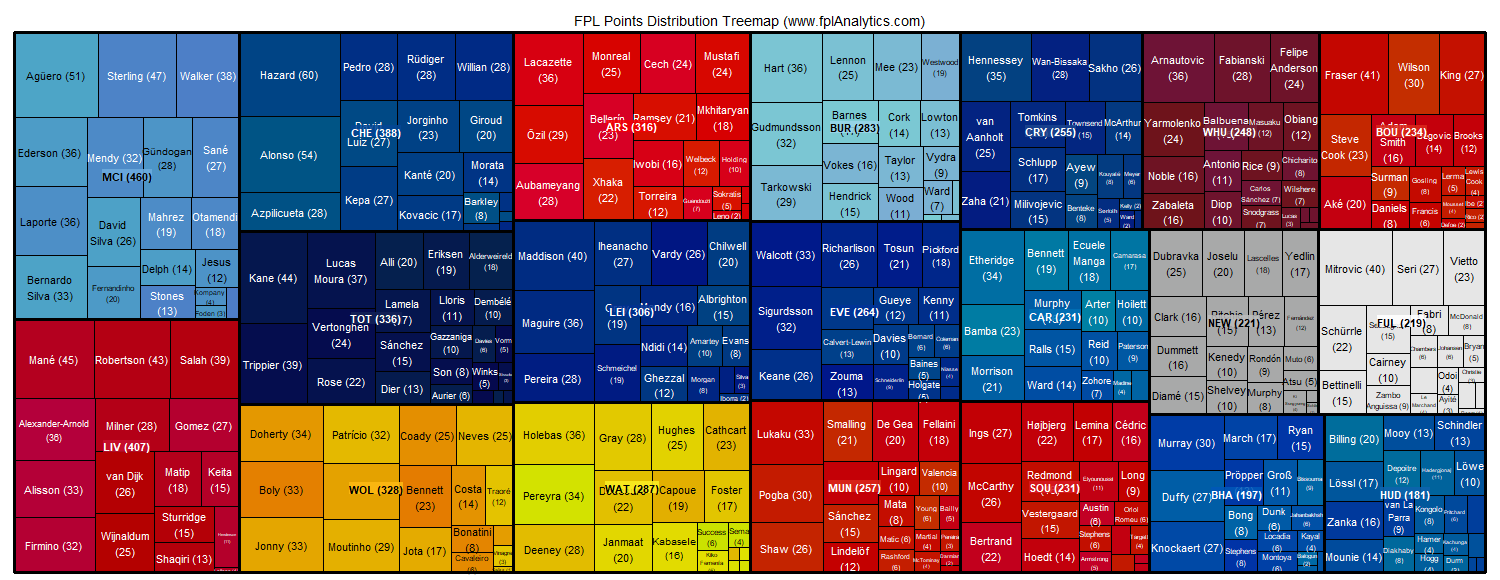 FPL Points Distribution Treemap (www.fplAnalytics.com)
Agüero (51)
Sterling (47)
Walker (38)
Ederson (36)
Mendy (32)
Gündogan
(28)
Sané
(27)
MCI (460)
Laporte (36)
David
Silva (26)
Mahrez
(19)
Otamendi
(18)
Bernardo
Silva (33)
Fernandinho
(20)
Delph (14)
Jesus
(12)
Stones
(13)
Kompany
(4)
Foden (3)
Hazard (60)
Pedro (28)
Rüdiger
(28)
Willian (28)
Alonso (54)
David
Luiz (27)
CHE (388)
Jorginho
(23)
Giroud
(20)
Azpilicueta (28)
Kepa (27)
Kanté (20)
Morata
(14)
Kovacic (17)
Barkley
(8)
Lacazette
(36)
Monreal
(25)
Cech (24)
Mustafi
(24)
Özil (29)
Bellerín
(23)
ARS (316)
Ramsey (21)
Mkhitaryan
(18)
Aubameyang
(28)
Xhaka
(22)
Iwobi (16)
Welbeck
(12)
Holding
(10)
Torreira
(12)
Guendouzi
(7)
Sokratis
(5)
Leno (2)
Hart (36)
Lennon
(25)
Mee (23)
Westwood
(19)
Gudmundsson
(32)
Barnes
BUR (283)
Cork
(14)
Lowton
(13)
Tarkowski
(29)
Vokes (16)
Taylor
(13)
Vydra
(9)
Hendrick
(15)
Wood
(11)
Ward
(7)
Hennessey
(35)
Wan-Bissaka
(28)
Sakho (26)
van
Aanholt
(25)
Tomkins
CRY (255)
Townsend
(15)
McArthur
(14)
Zaha (21)
Schlupp
(17)
Ayew
(9)
Kouyaté
(8)
Meyer
(6)
Milivojevic
(15)
Benteke
(8)
Sørloth
(5)
Kelly (2)
Ward
(2)
Arnautovic
(36)
Fabianski
(28)
Felipe
Anderson
(24)
Yarmolenko
(24)
Balbuena
WHU (248)
Masuaku
(12)
Obiang
(12)
Noble (16)
Antonio
(11)
Rice (9)
Chicharito
(8)
Zabaleta
(16)
Diop
(10)
Carlos
Sánchez (7)
Wilshere
(7)
Snodgrass
(7)
Lucas
(3)
Fraser (41)
Wilson
(30)
King (27)
Steve
Cook (23)
Adam
Smith
(16)
BOU (234)
Begovic
(14)
Brooks
(12)
Aké (20)
Surman
(9)
Gosling
(8)
Lerma
(5)
Lewis
Cook
(4)
Daniels
(8)
Francis
(6)
Mousset
(4)
Ibe (2)
Rico (2)
Defoe (2)
Mané (45)
Robertson (43)
Salah (39)
Alexander-Arnold
(38)
Milner (28)
Gomez (27)
LIV (407)
Alisson (33)
van Dijk
(26)
Matip
(18)
Keita
(15)
Firmino (32)
Wijnaldum
(25)
Sturridge
(15)
Henderson
(11)
Shaqiri (13)
Kane (44)
Lucas
Moura (37)
Alli (20)
Eriksen
(19)
Alderweireld
(18)
Trippier (39)
Vertonghen
(24)
TOT (336)
Lamela
(17)
Lloris
(11)
Dembélé
(10)
Rose (22)
Sánchez
(15)
Gazzaniga
(10)
Davies
(6)
Vorm
(5)
Dier (13)
Son (8)
Winks
(5)
Aurier (6)
Maddison (40)
Iheanacho
(27)
Vardy (26)
Chilwell
(20)
Maguire (36)
LEI (306)
(19)
Mendy (16)
Albrighton
(15)
Pereira (28)
Schmeichel
(19)
Ndidi (14)
Amartey
(10)
Evans
(8)
Ghezzal
(12)
Morgan
(8)
Silva
(3)
Iborra (2)
Walcott (33)
Richarlison
(26)
Tosun
(21)
Pickford
(18)
Sigurdsson
(32)
EVE (264)
Gueye
(12)
Kenny
(11)
Keane (26)
Calvert-Lewin
(13)
Davies
(10)
Bernard
(6)
Coleman
(6)
Zouma
(13)
Schneiderlin
(9)
Baines
(5)
Niasse
(4)
Holgate
(5)
Etheridge
(34)
Bennett
(19)
Ecuele
Manga
(18)
Camarasa
(17)
Bamba (23)
Murphy
CAR (231)
Arter
(10)
Hoilett
(10)
Morrison
(21)
Ralls (15)
Reid
(10)
Paterson
(9)
Ward (14)
Zohore
(7)
Madine
(4)
Dubravka
(25)
Joselu
(20)
Lascelles
(18)
Yedlin
(17)
Clark (16)
Ritchie
(15)
NEW (221)
Pérez
(13)
Fernández
(12)
Dummett
(16)
Kenedy
(10)
Rondón
(9)
Muto (6)
Diamé (15)
Shelvey
(10)
Murphy
(8)
Atsu (5)
Mitrovic (40)
Seri (27)
Vietto
(23)
Schürrle
(22)
FUL (219)
Fabri
(8)
McDonald
(8)
Bettinelli
(15)
Cairney
(10)
Chambers
(6)
Johansen
(6)
Bryan
(5)
Zambo
Anguissa (9)
Odoi
(4)
Christie
Le
Marchand
(4)
Ayité
(3)
Doherty (34)
Patrício (32)
Coady (25)
Neves (25)
Boly (33)
WOL (328)
Bennett
(23)
Costa
(14)
Traoré
(12)
Jonny (33)
Moutinho (29)
Jota (17)
Bonatini
(8)
Cavaleiro
(6)
Vinagre
Holebas (36)
Gray (28)
Hughes
(25)
Cathcart
(23)
Pereyra (34)
WAT (287)
(22)
Capoue
(19)
Foster
(17)
Deeney (28)
Janmaat
(20)
Kabasele
(16)
Success
(6)
Sema
(4)
Kiko
Femenía
(6)
Lukaku (33)
Smalling
(21)
De Gea
(20)
Fellaini
(18)
Pogba (30)
MUN (257)
Lingard
(10)
Valencia
(10)
Shaw (26)
Sánchez
(15)
Mata
(8)
Young
(6)
Bailly
(5)
Lindelöf
(12)
Matic (6)
Martial
(4)
Pereira
(3)
Rashford
McTominay
(4)
Damian
(2)
Ings (27)
Højbjerg
(22)
Lemina
(17)
Cédric
(16)
McCarthy
(26)
Redmond
SOU (231)
Elyounoussi
(11)
Long
(9)
Bertrand
(22)
Vestergaard
(15)
Austin
(6)
Oriol
Romeu (6)
Hoedt (14)
Stephens
(6)
Targett
(4)
Armstrong
(5)
Murray (30)
March (17)
Ryan
(15)
Duffy (27)
Pröpper
BHA (197)
Groß
(11)
Bissouma
(9)
Knockaert (27)
Bong
(8)
Dunk
(6)
Jahanbakhsh
(6)
Stephens
(8)
Locadia
(6)
Kayal
(4)
Montoya
(6)
Balogun
(2)
Billing (20)
Mooy (13)
Schindler
(13)
Lössl (17)
Depoitre
HUD (181)
Hadergjonaj
(11)
Löwe
(10)
Zanka (16)
van La
Parra
(9)
Kongolo
(8)
Pritchard
(6)
Mounie (14)
Diakhaby
(8)
Hamer
(4)
Kachunga
(4)
Hogg
(4)
Durm
(3)